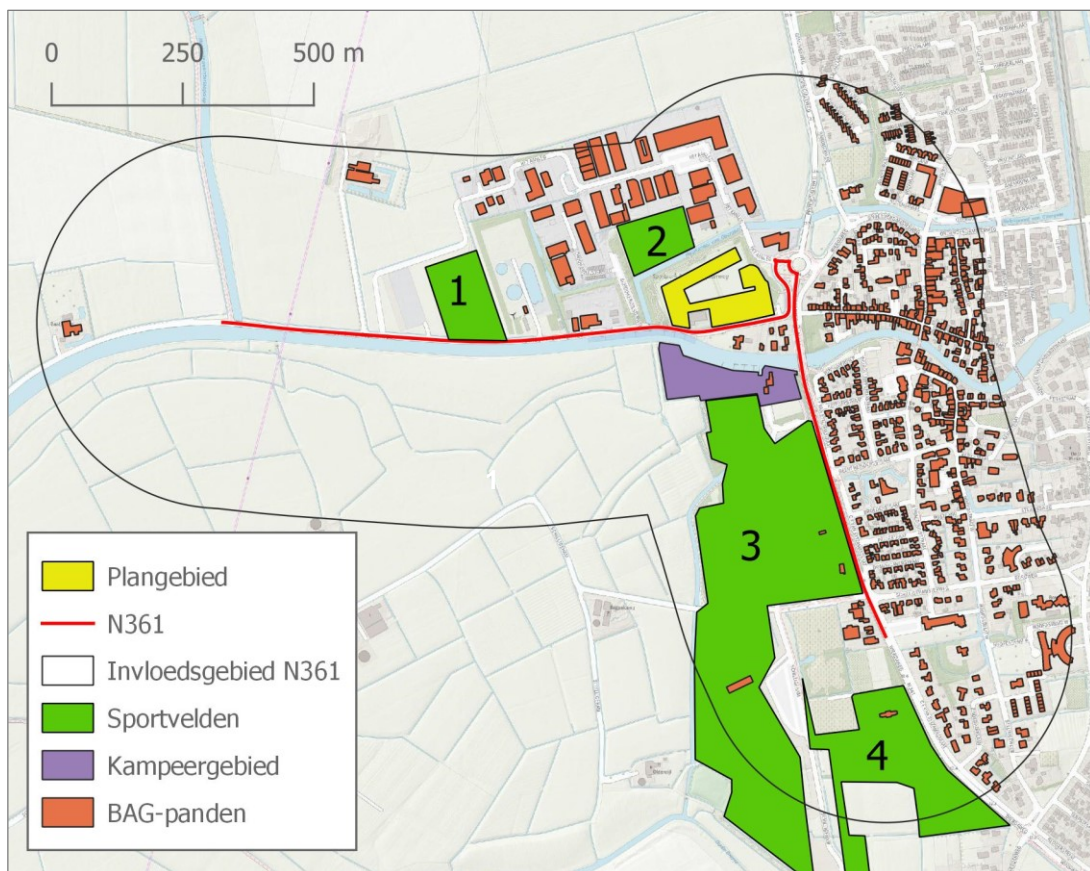 0 250 500 m
1
2
3
4
Plangebied
N361
Invloedsgebied N361
Sportvelden
Kampeergebied
BAG-panden